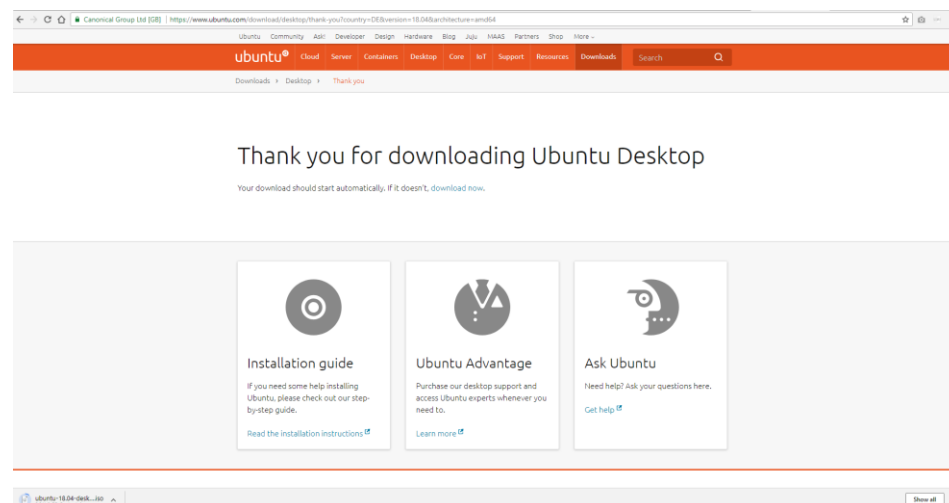 Canonical Group Ltd [GB] | https://www.ubuntu.com/download/desktop/thank-you?country=DE&version=18.04&architecture=amd64
Ubuntu Community Ask! Developer Design Hardware Blog Juju MAAS Partners Shop More
ubuntu® Cloud Server Containers Desktop Core IoT Support Resources Downloads Search
Downloads › Desktop › Thank you
Thank you for downloading Ubuntu Desktop
Your download should start automatically. If it doesn't, download now.
Installation guide
If you need some help installing
Ubuntu, please check out our step-
by-step guide.
Read the installation instructions
Ubuntu Advantage
Purchase our desktop support and
access Ubuntu experts whenever you
need to.
Learn more
Ask Ubuntu
Need help? Ask your questions here.
Get help
ubuntu-18.04-desk....iso
Show all